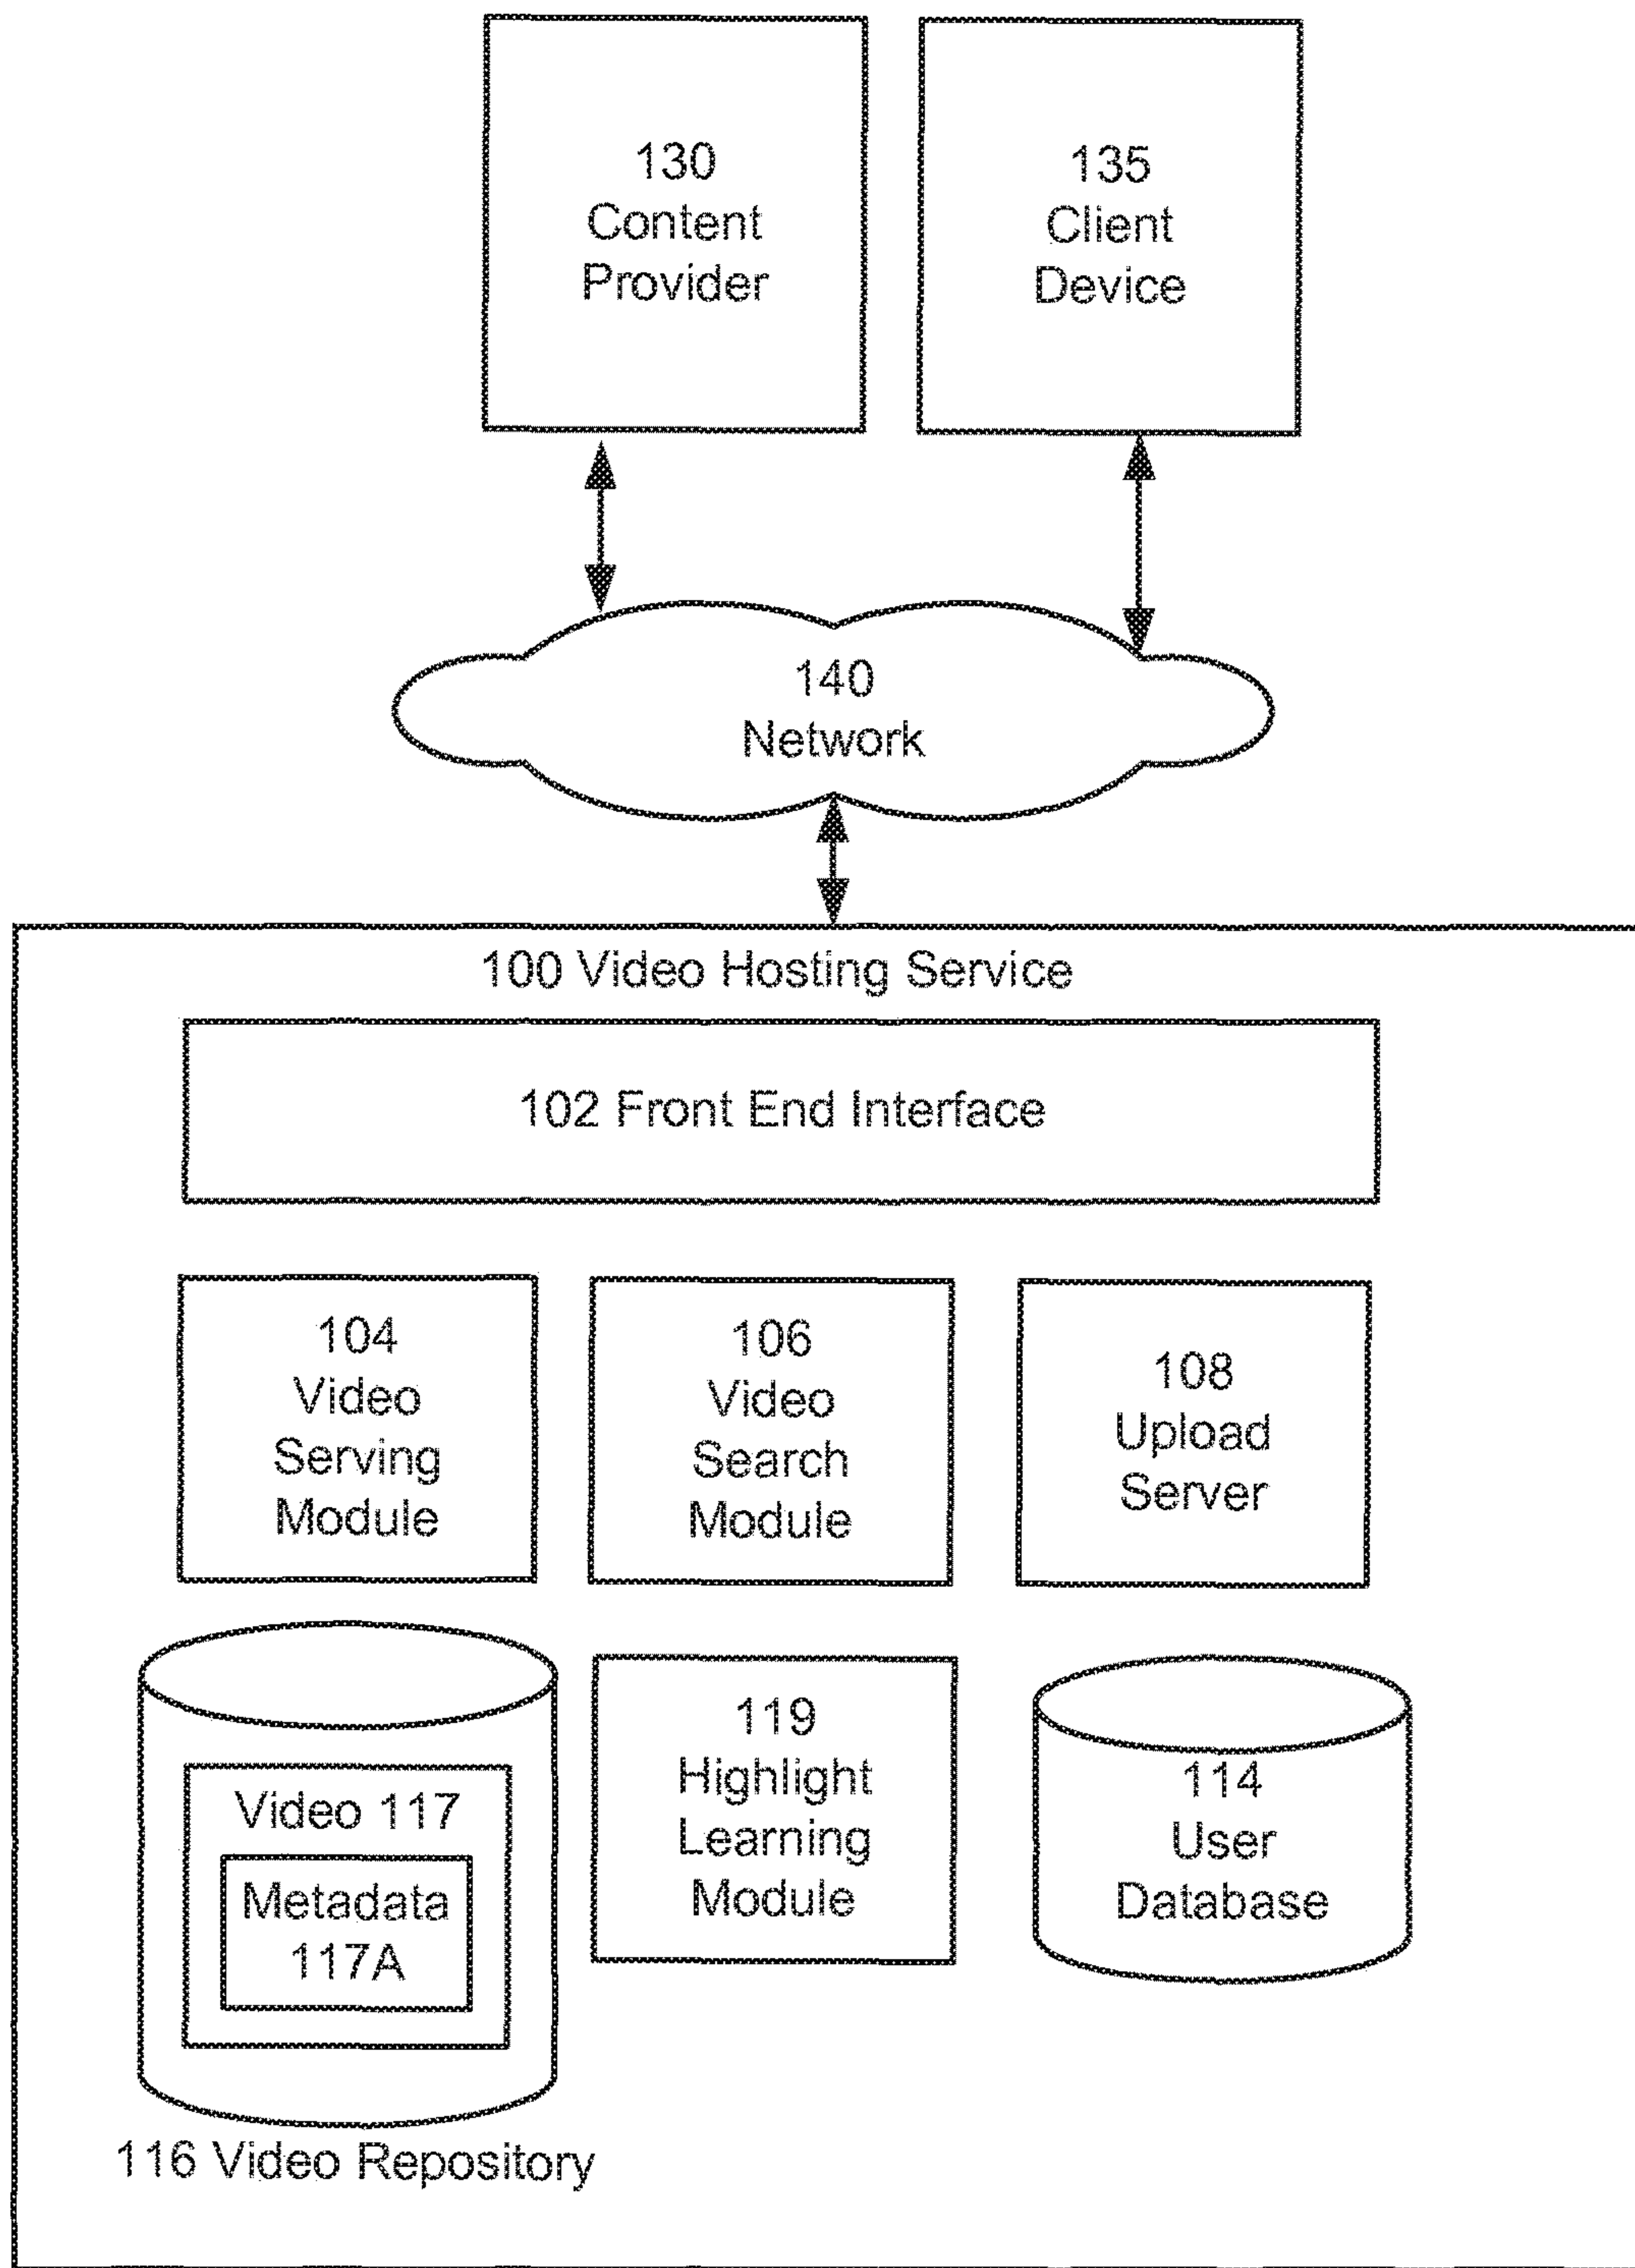 130
Content
Provider
135
Client
Device
140
Network
100 Video Hosting Service
102 Front End Interface
104
Video
Serving
Module
106
Video
Search
Module
108
Upload
Server
Video 117
Metadata
117A
119
Highlight
Learning
Module
114
User
Database
116 Video Repository